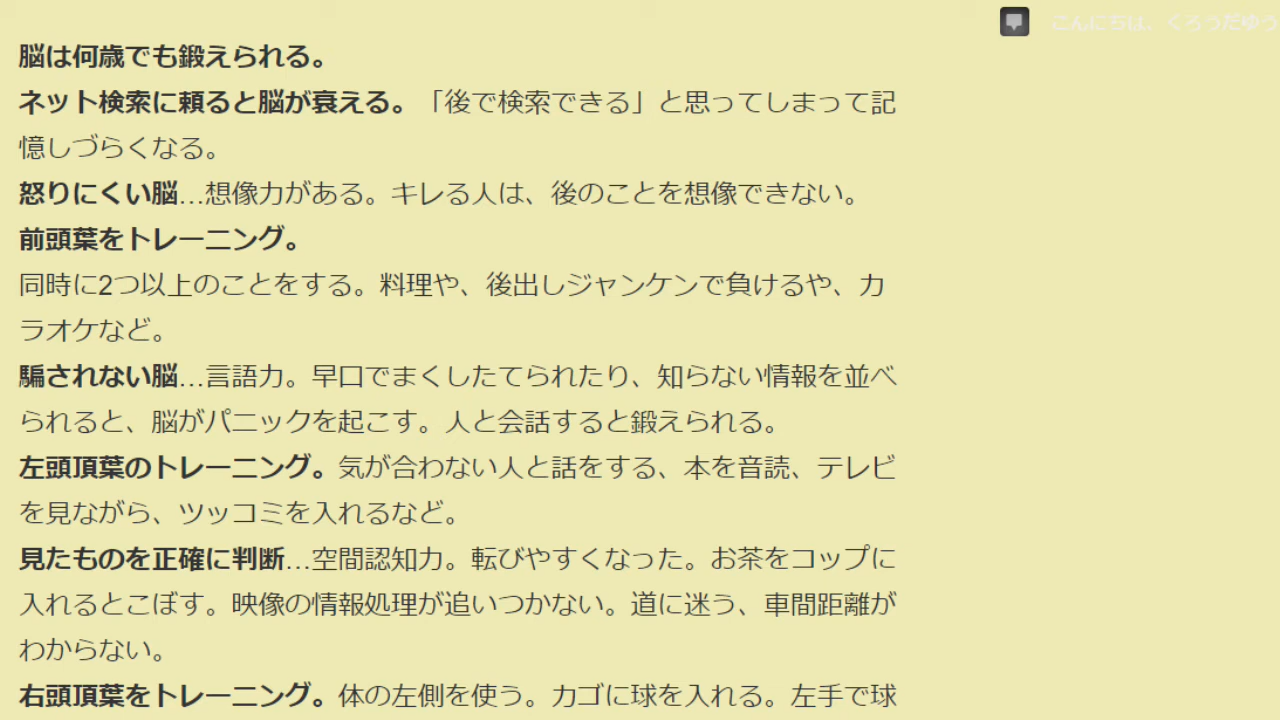 こんにちは、くろうだゆう
脳は何歳でも鍛えられる。
ネット検索に頼ると脳が衰える。「後で検索できる」と思ってしまって記
憶しづらくなる。
怒りにくい脳…想像力がある。キレる人は、後のことを想像できない。
前頭葉をトレーニング。
同時に2つ以上のことをする。料理や、後出しジャンケンで負けるや、カ
ラオケなど。
騙されない脳…言語力。早口でまくしたてられたり、知らない情報を並べ
られると、脳がパニックを起こす。人と会話すると鍛えられる。
左頭頂葉のトレーニング。気が合わない人と話をする、本を音読、テレビ
を見ながら、ツッコミを入れるなど。
見たものを正確に判断…空間認知力。転びやすくなった。お茶をコップに
入れるとこぼす。映像の情報処理が追いつかない。道に迷う、車間距離が
わからない。
右頭頂葉をトレーニング。体の左側を使う。カゴに球を入れる。左手で球